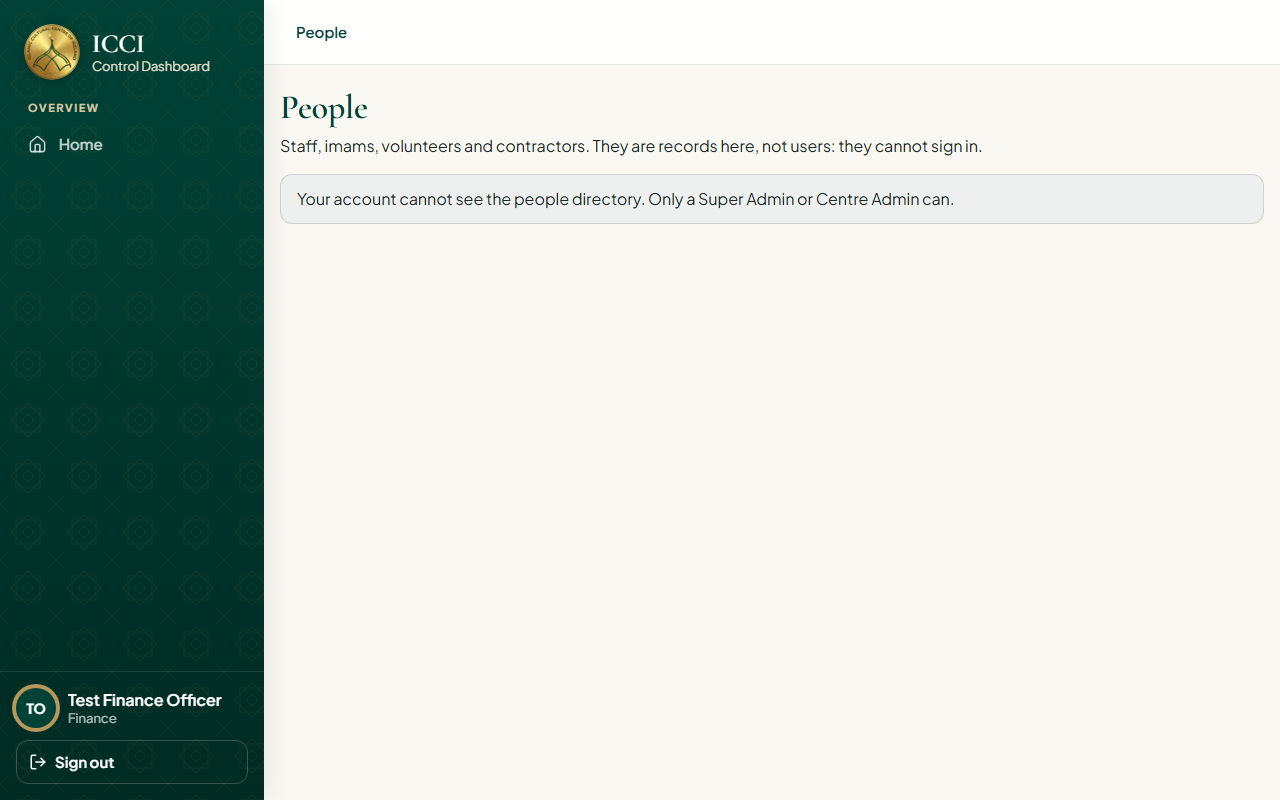 ICCI
Control Dashboard
OVERVIEW
Home
Test Finance Officer
TO
Finance
Sign out
People
People
Staff, imams, volunteers and contractors. They are records here, not users: they cannot sign in.
Your account cannot see the people directory. Only a Super Admin or Centre Admin can.